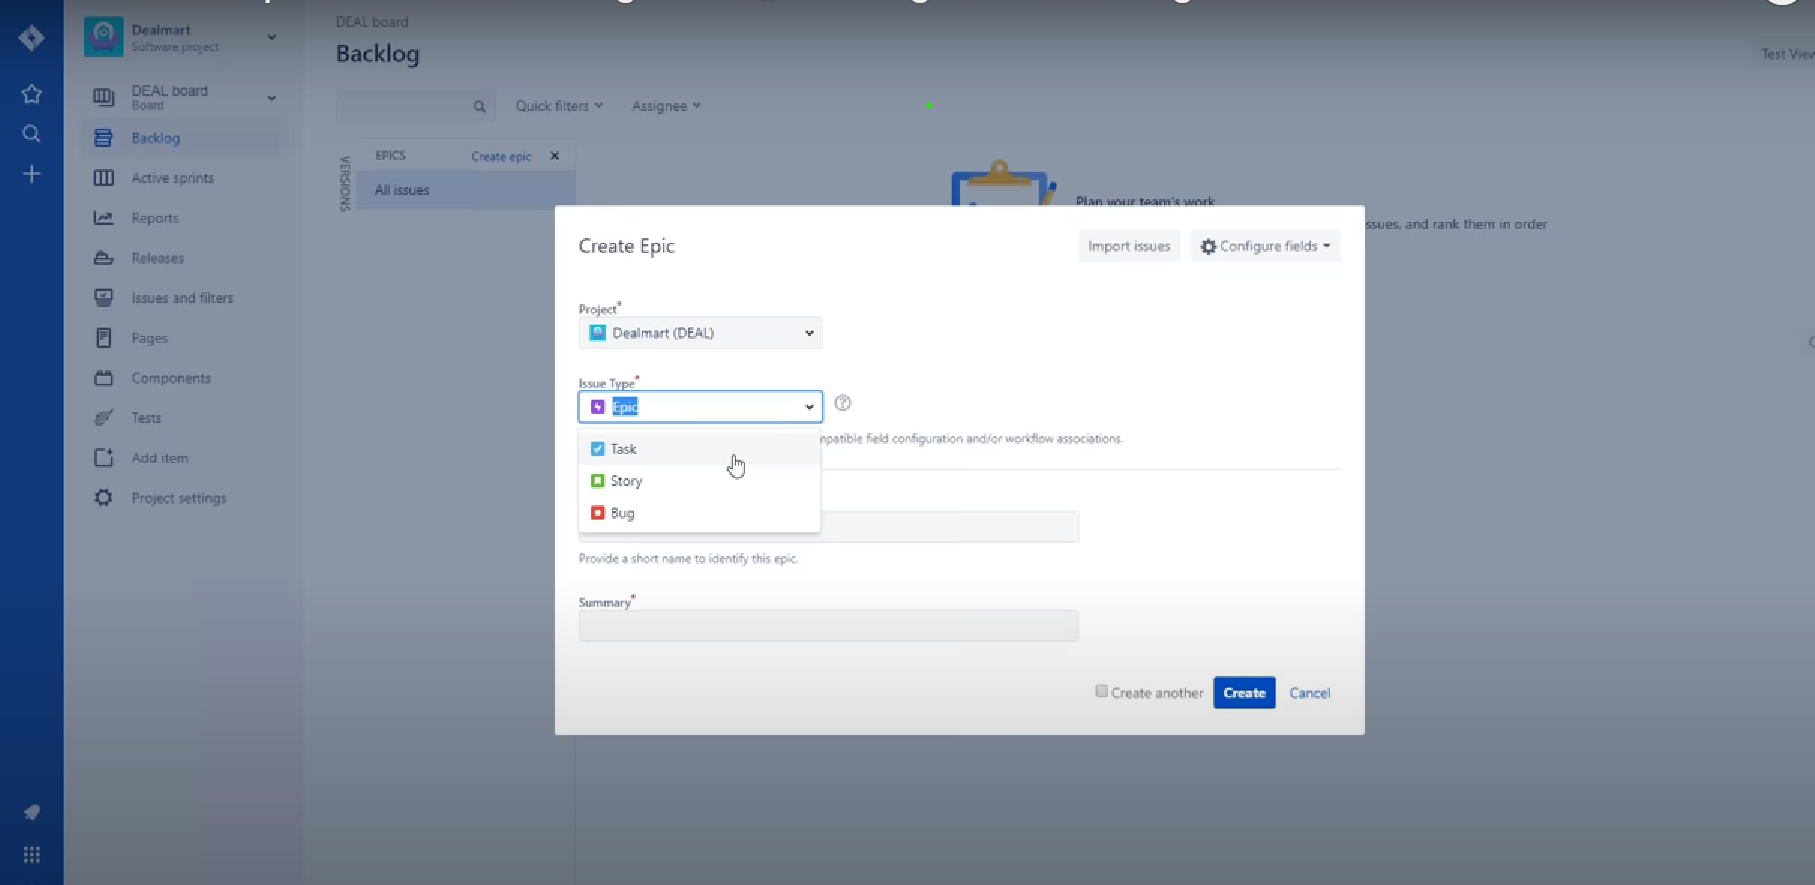 Dealmart
Software project
DEAL board
Board
Backlog
Active sprints
Reports
Releases
Issues and filters
Pages
Components
Tests
Add item
Project settings
DEAL board
Backlog
Test View
Quick filters
Assignee
VERSIONS
EPICS
Create epic
All issues
Plan your team's work
ssues, and rank them in order
Create Epic
Import issues
Configure fields
Project*
Dealmart (DEAL)
Issue Type*
Epic
Task
Story
Bug
mpatible field configuration and/or workflow associations.
Provide a short name to identify this epic.
Summary*
Create another
Create
Cancel